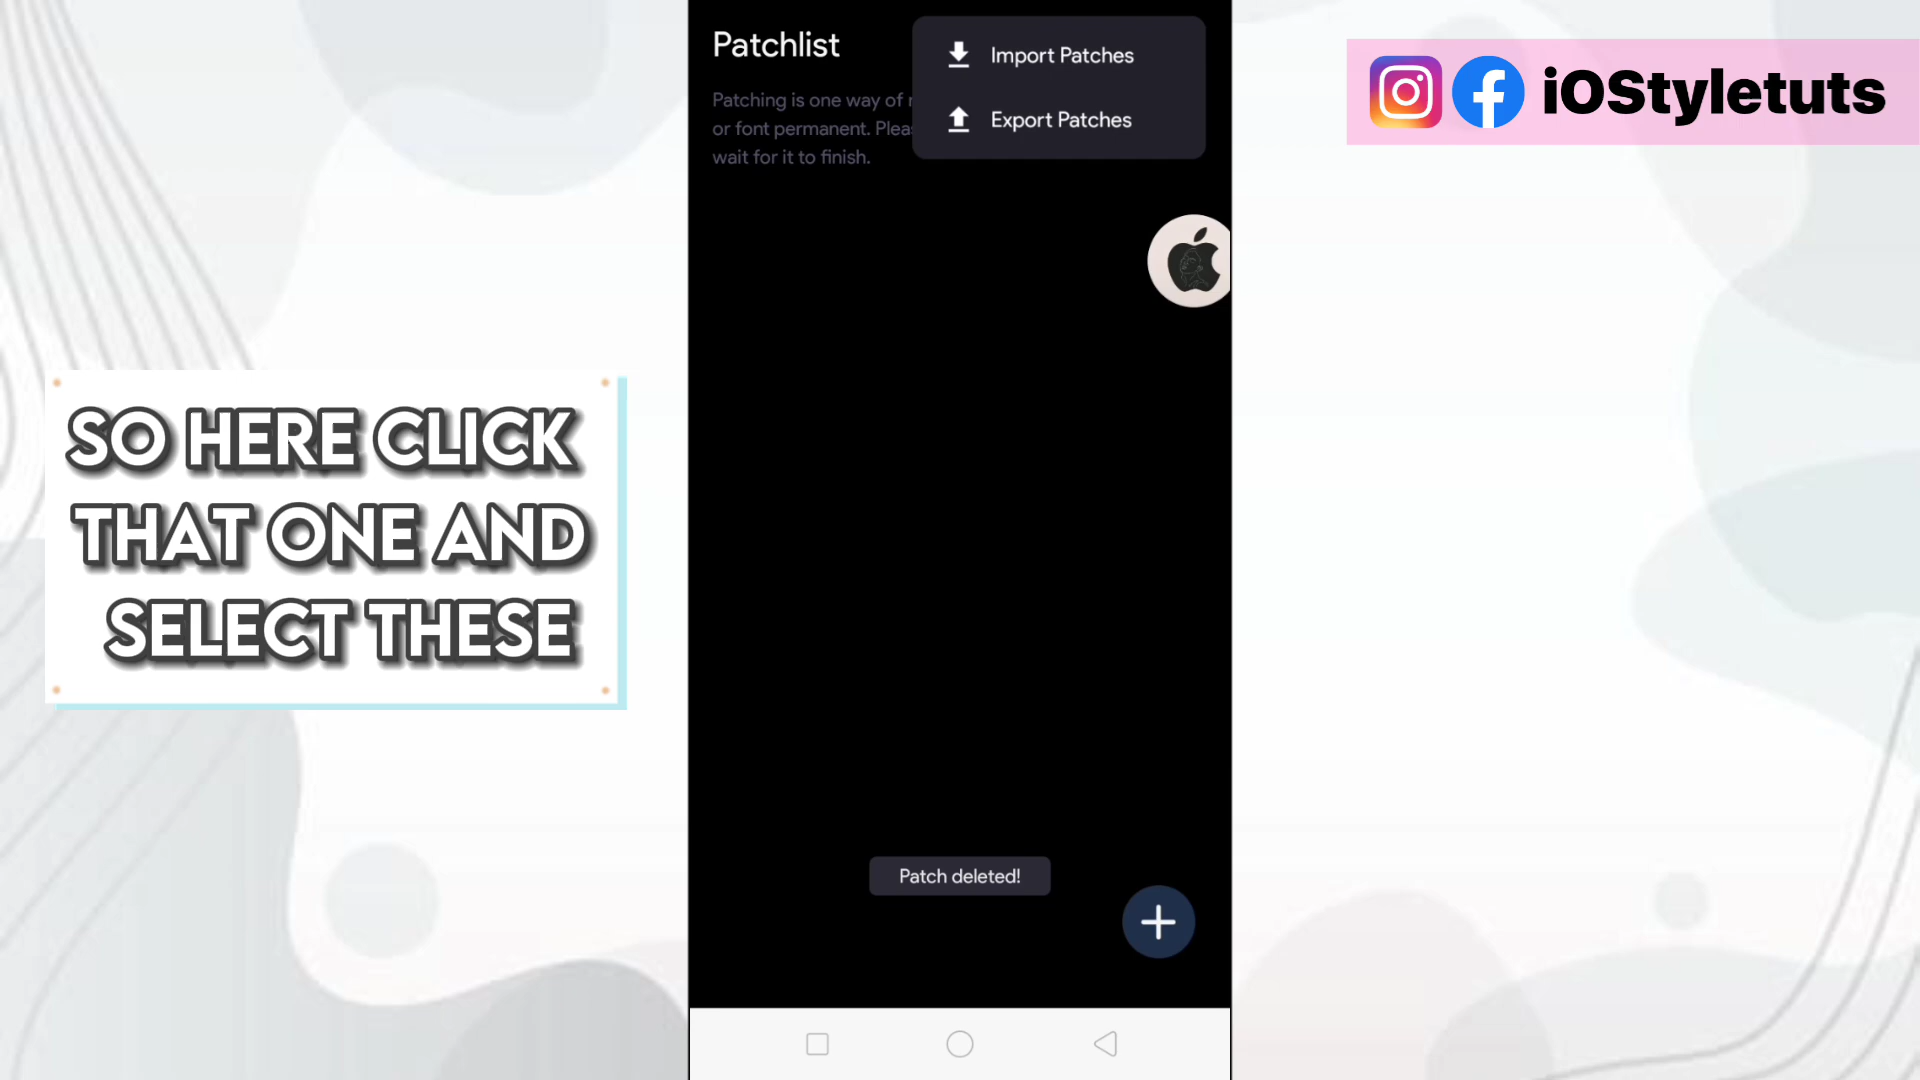 Patchlist
Import Patches
Export Patches
Patching is one way of
or font permanent.
wait for it to finish.
iOStyletuts
SO HERE CLICK
THAT ONE AND
SELECT THESE
Patch deleted!